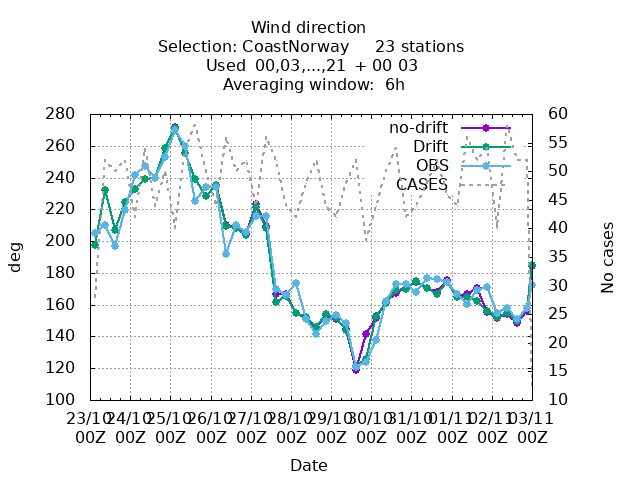 Wind direction
Selection: CoastNorway     23 stations
Used  00,03,...,21  + 00 03
Averaging window:  6h
280
260
240
220
200
180
160
140
120
100
deg
60
55
50
45
40
35
30
25
20
15
10
No cases
no-drift
Drift
OBS
CASES
23/10 24/10 25/10 26/10 27/10 28/10 29/10 30/10 31/10 01/11 02/11 03/11
00Z 00Z 00Z 00Z 00Z 00Z 00Z 00Z 00Z 00Z 00Z 00Z
Date